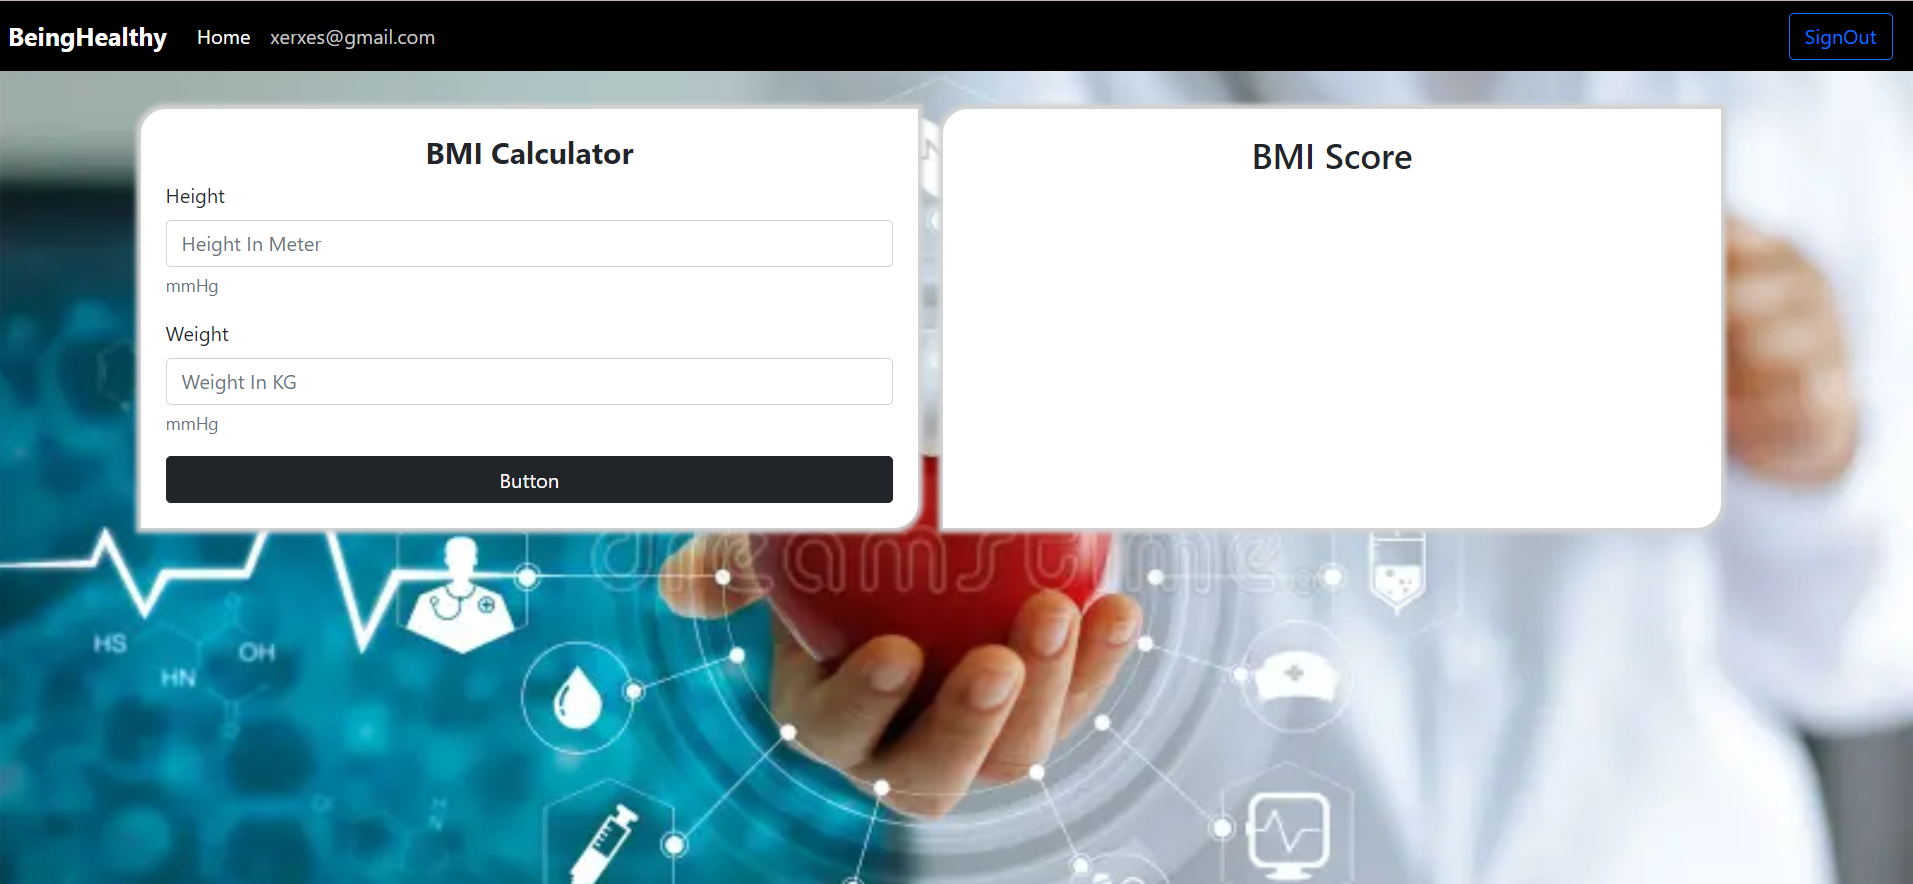 BeingHealthy Home xerxes@gmail.com SignOut
BMI Calculator
Height
Height In Meter
mmHg
Weight
Weight In KG
mmHg
Button
BMI Score
dreamstime
HS
OH
HN